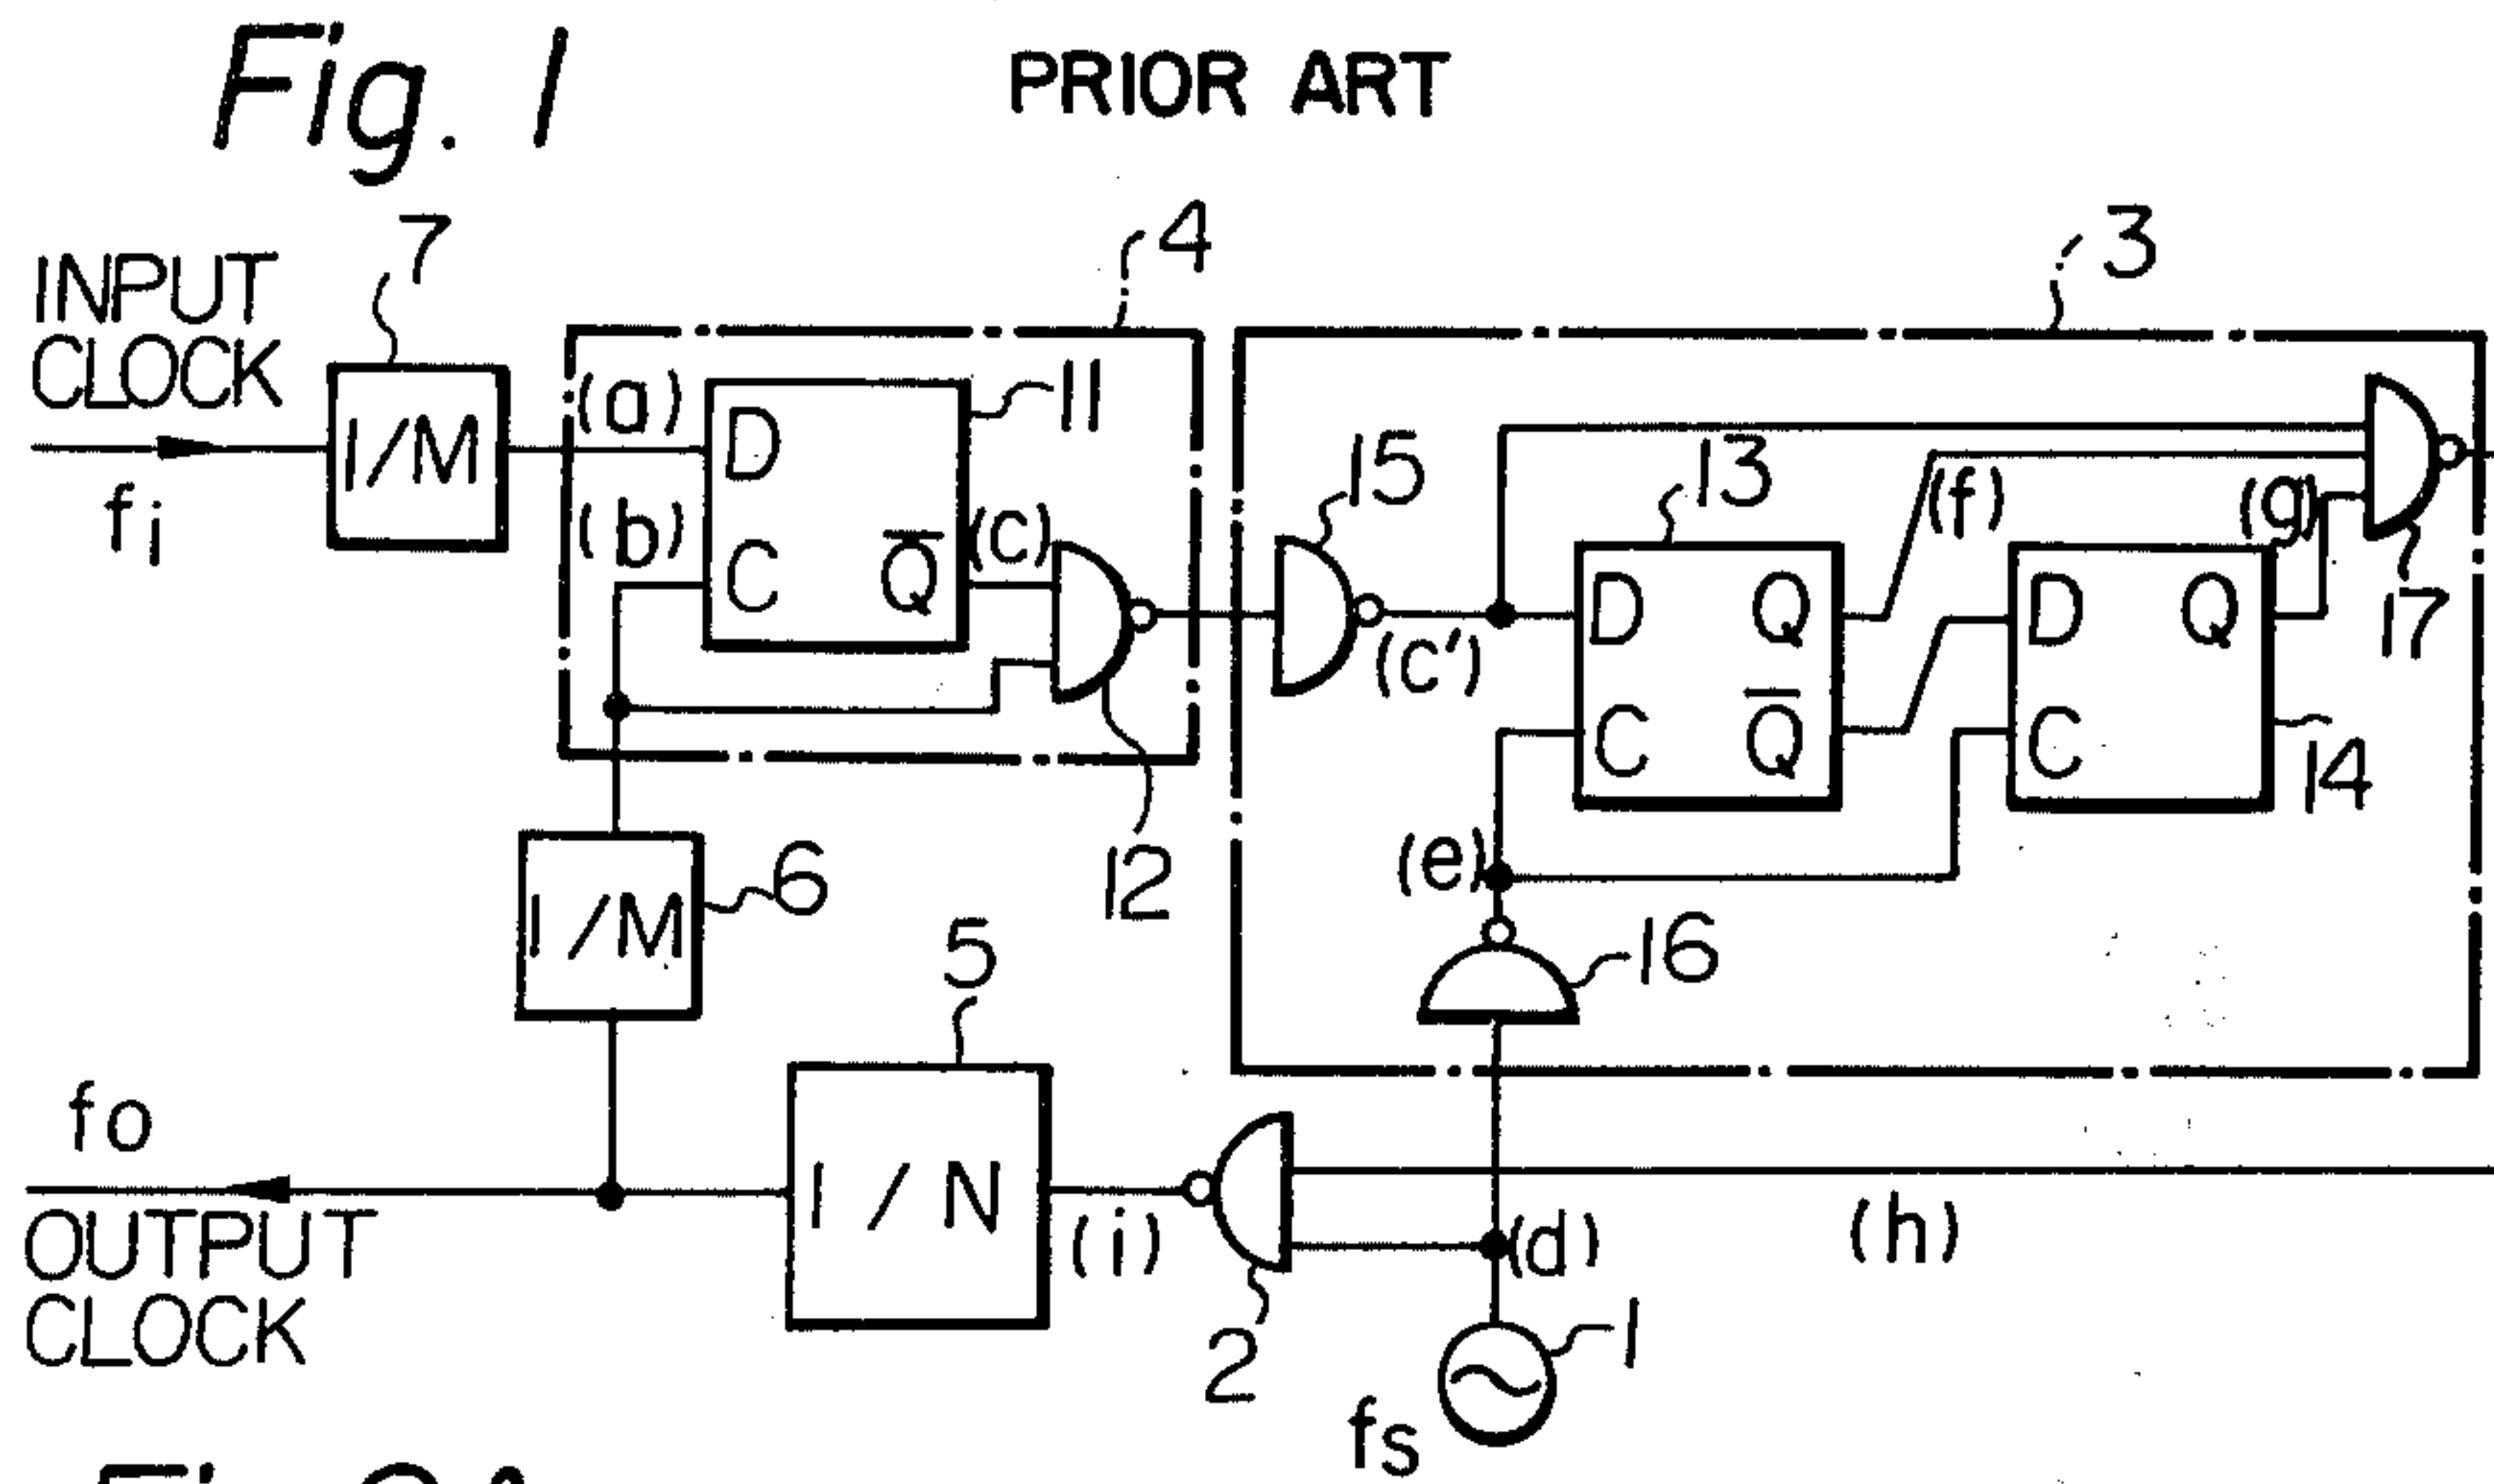 Fig. 1
PRIOR ART
INPUT
CLOCK
fi
7
1/M
4
3
(a)
(b)
D
C
Q̅
11
(c)
12
15
(c')
13
D
Q
C
Q̅
(f)
(g)
D
Q
C
14
17
(e)
16
1/M
6
5
1/N
(i)
2
(d)
(h)
1
fs
fo
OUTPUT
CLOCK